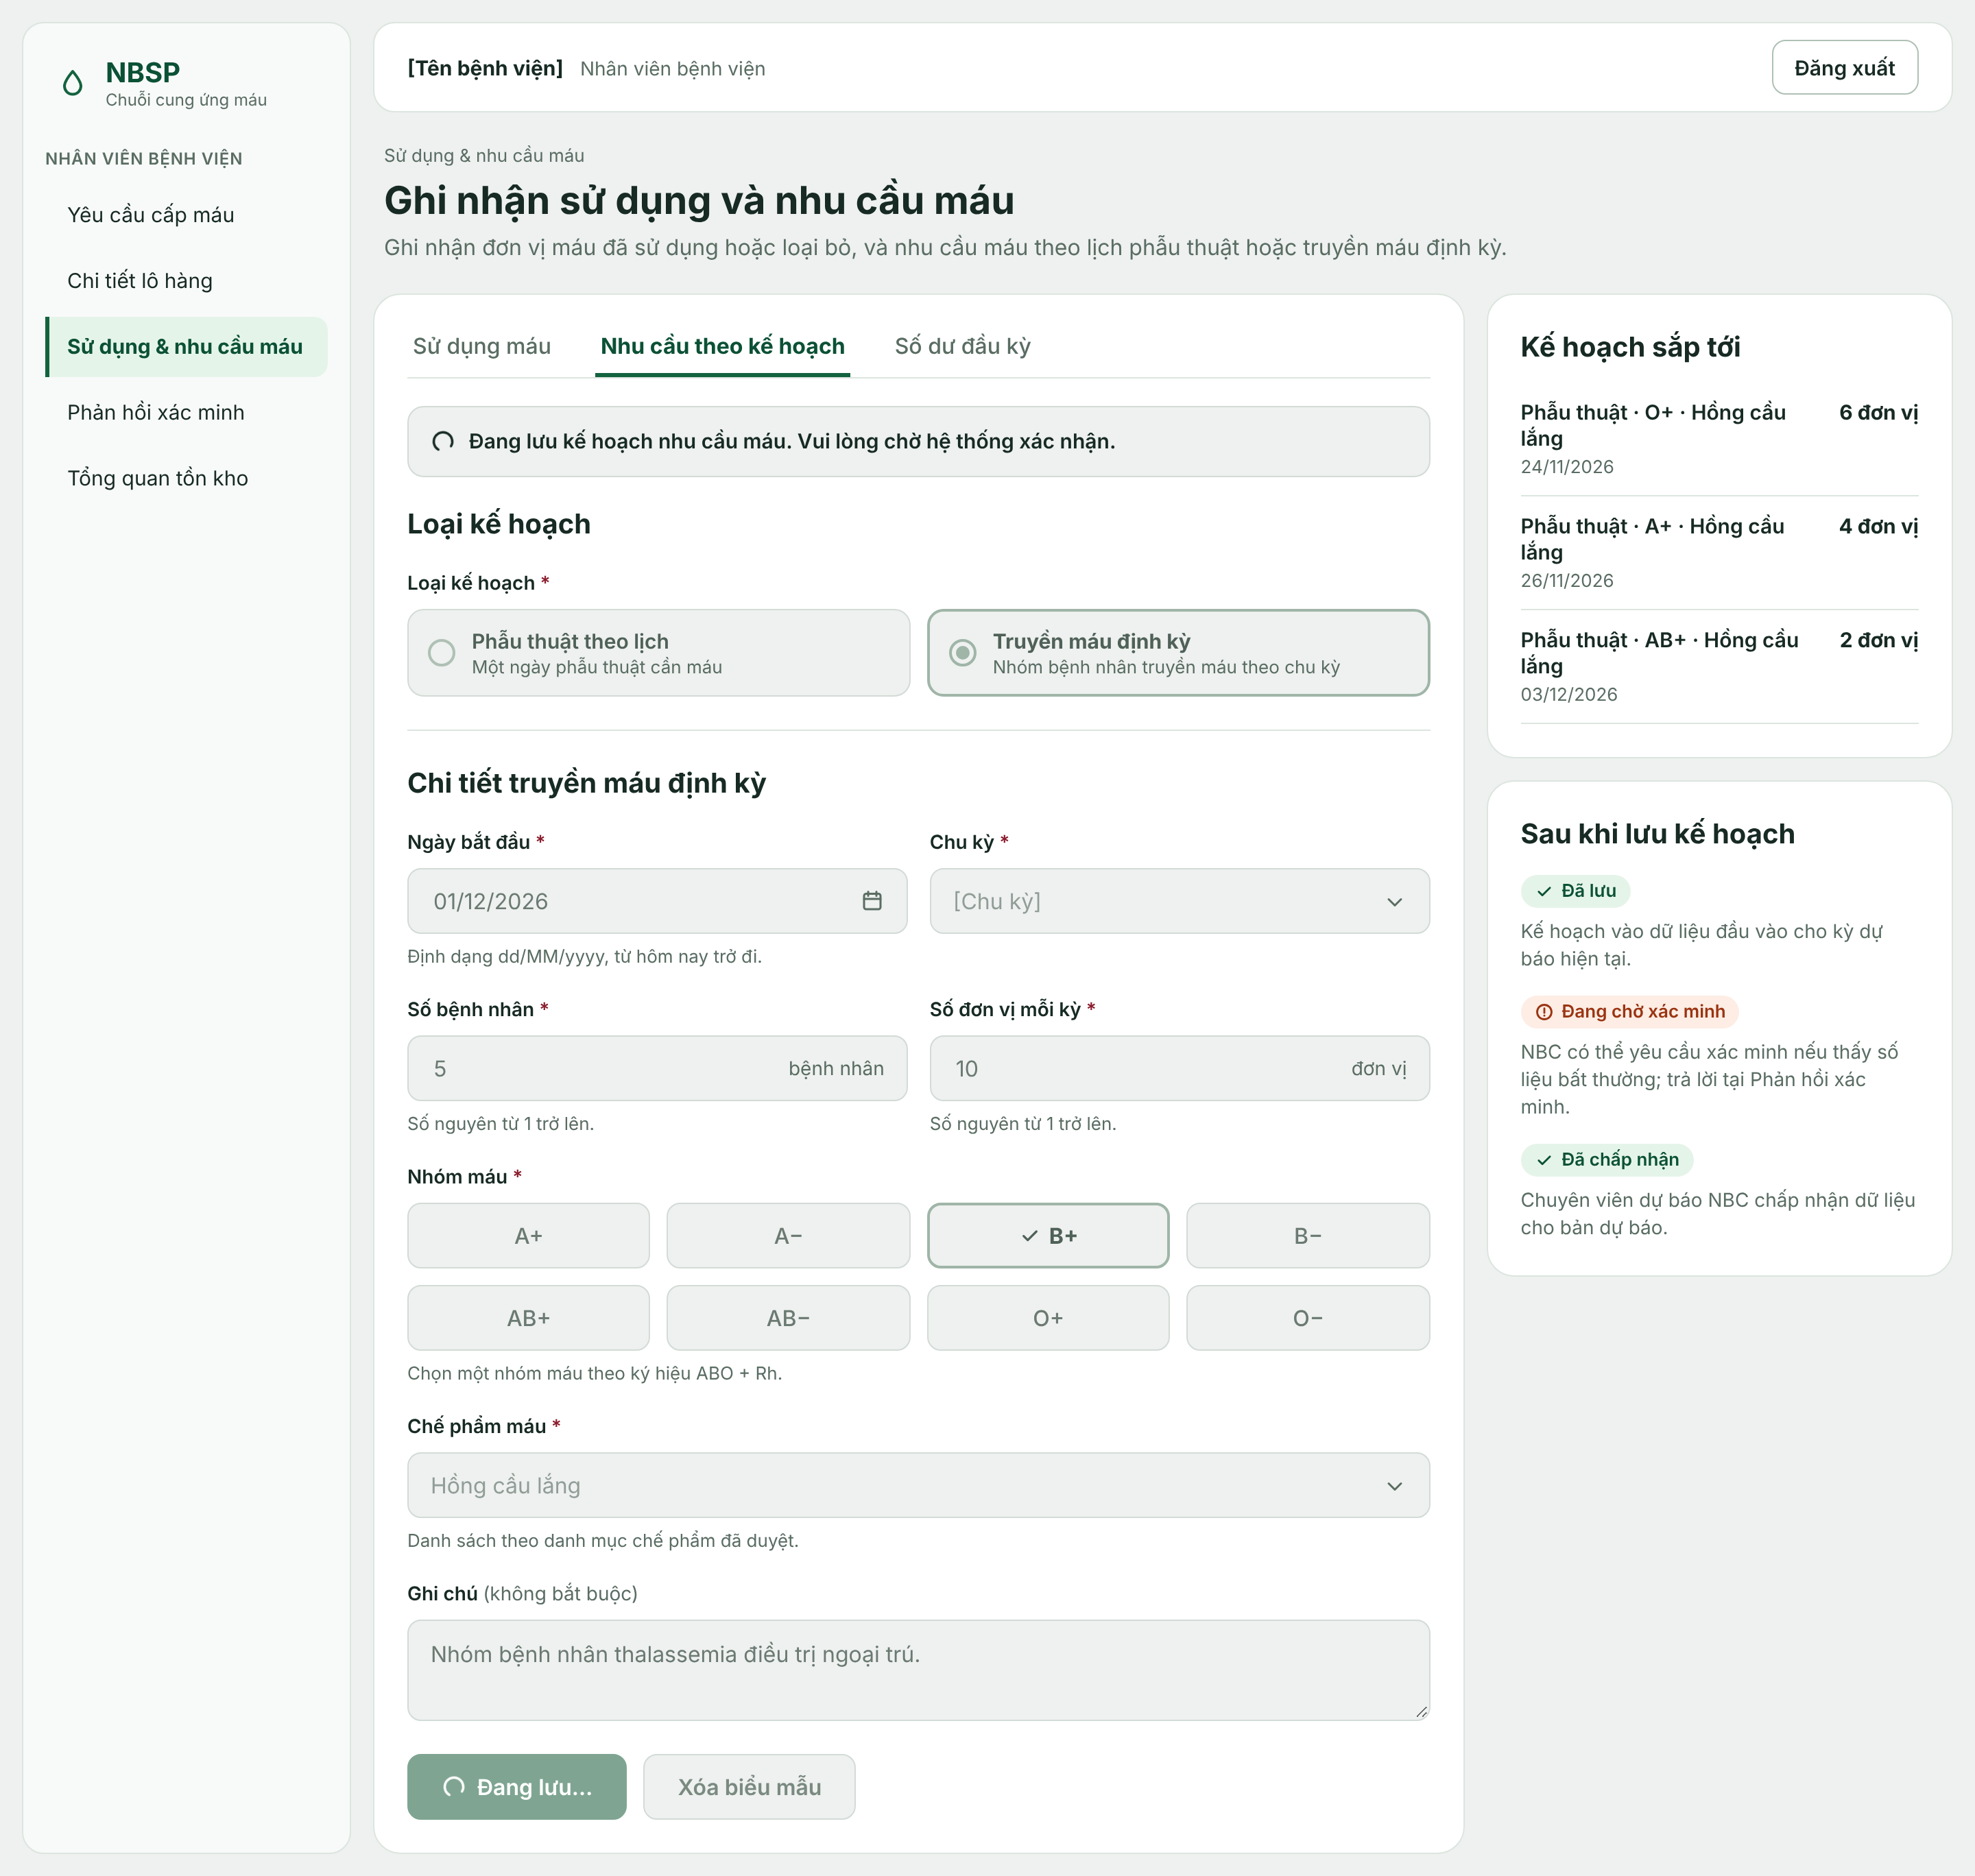 NBSP
Chuỗi cung ứng máu
NHÂN VIÊN BỆNH VIỆN
Yêu cầu cấp máu
Chi tiết lô hàng
Sử dụng & nhu cầu máu
Phản hồi xác minh
Tổng quan tồn kho
[Tên bệnh viện] Nhân viên bệnh viện
Đăng xuất
Sử dụng & nhu cầu máu
Ghi nhận sử dụng và nhu cầu máu
Ghi nhận đơn vị máu đã sử dụng hoặc loại bỏ, và nhu cầu máu theo lịch phẫu thuật hoặc truyền máu định kỳ.
Sử dụng máu
Nhu cầu theo kế hoạch
Số dư đầu kỳ
Đang lưu kế hoạch nhu cầu máu. Vui lòng chờ hệ thống xác nhận.
Loại kế hoạch
Loại kế hoạch *
Phẫu thuật theo lịch
Một ngày phẫu thuật cần máu
Truyền máu định kỳ
Nhóm bệnh nhân truyền máu theo chu kỳ
Chi tiết truyền máu định kỳ
Ngày bắt đầu *
01/12/2026
Định dạng dd/MM/yyyy, từ hôm nay trở đi.
Chu kỳ *
[Chu kỳ]
Số bệnh nhân *
5 bệnh nhân
Số nguyên từ 1 trở lên.
Số đơn vị mỗi kỳ *
10 đơn vị
Số nguyên từ 1 trở lên.
Nhóm máu *
A+
A−
B+
B−
AB+
AB−
O+
O−
Chọn một nhóm máu theo ký hiệu ABO + Rh.
Chế phẩm máu *
Hồng cầu lắng
Danh sách theo danh mục chế phẩm đã duyệt.
Ghi chú (không bắt buộc)
Nhóm bệnh nhân thalassemia điều trị ngoại trú.
Đang lưu...
Xóa biểu mẫu
Kế hoạch sắp tới
Phẫu thuật · O+ · Hồng cầu
lắng
6 đơn vị
24/11/2026
Phẫu thuật · A+ · Hồng cầu
lắng
4 đơn vị
26/11/2026
Phẫu thuật · AB+ · Hồng cầu
lắng
2 đơn vị
03/12/2026
Sau khi lưu kế hoạch
Đã lưu
Kế hoạch vào dữ liệu đầu vào cho kỳ dự
báo hiện tại.
Đang chờ xác minh
NBC có thể yêu cầu xác minh nếu thấy số
liệu bất thường; trả lời tại Phản hồi xác
minh.
Đã chấp nhận
Chuyên viên dự báo NBC chấp nhận dữ liệu
cho bản dự báo.